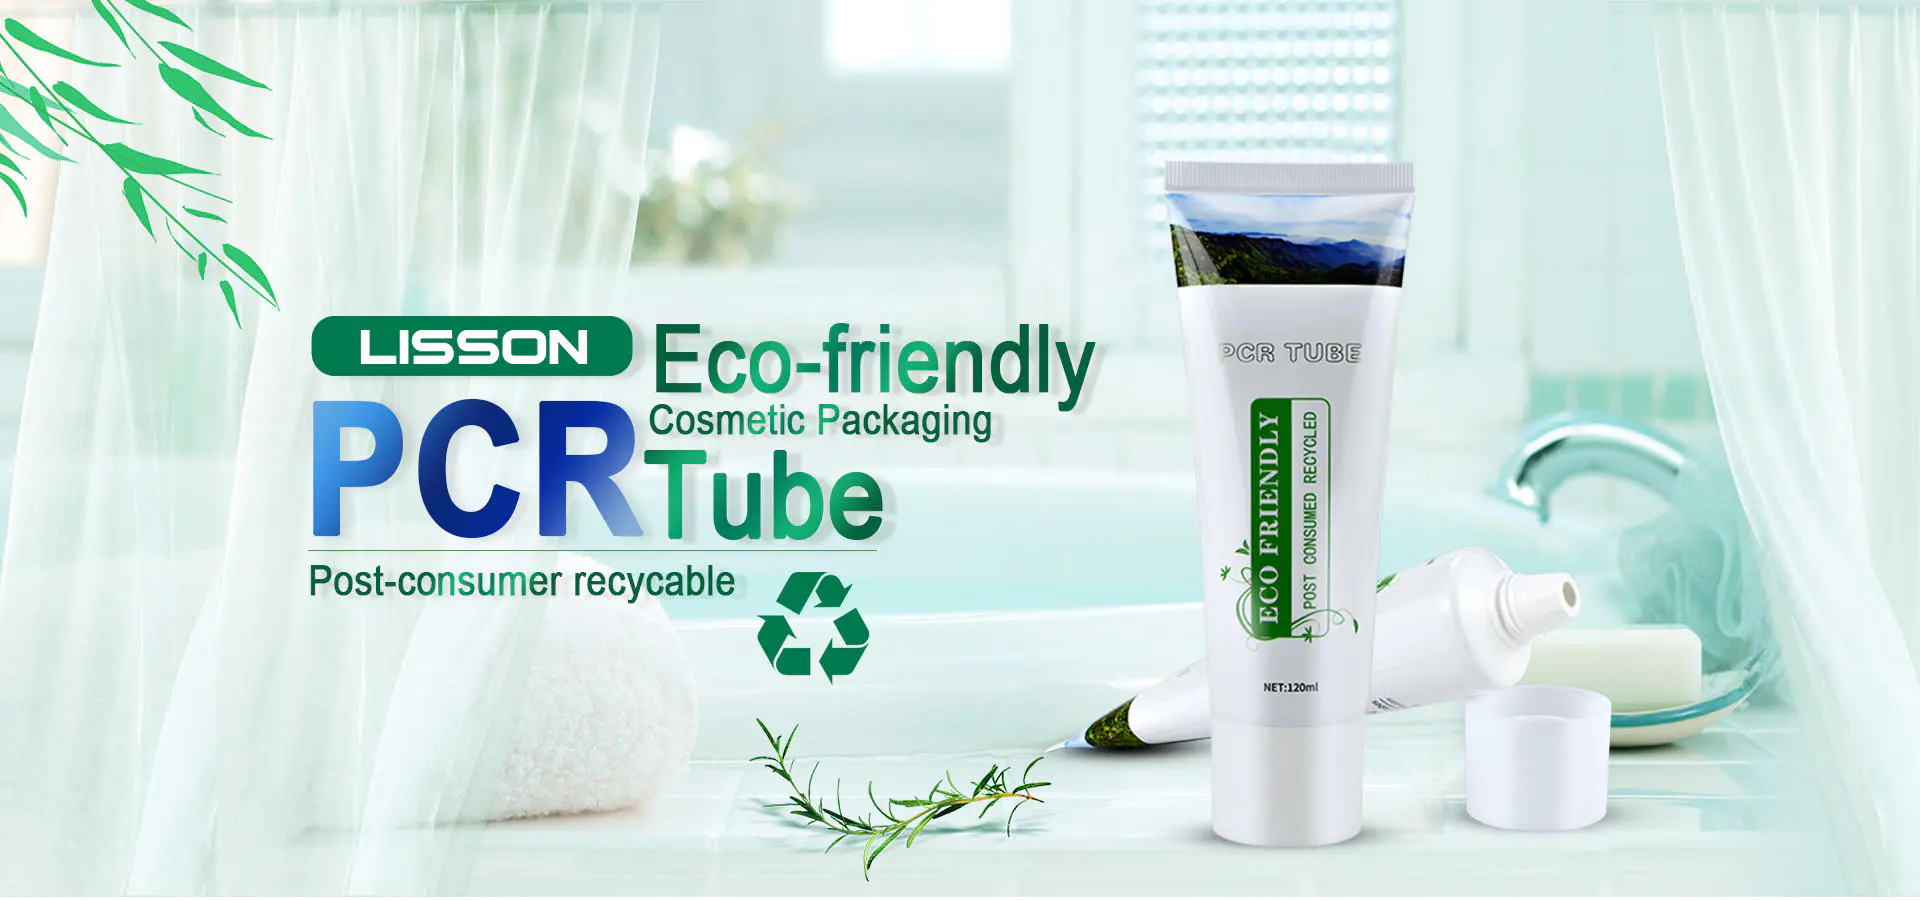 LISSON
Eco-friendly
Cosmetic Packaging
PCR Tube
Post-consumer recycable
PCR TUBE
ECO FRIENDLY
POST CONSUMED RECYCLED
NET:120ml